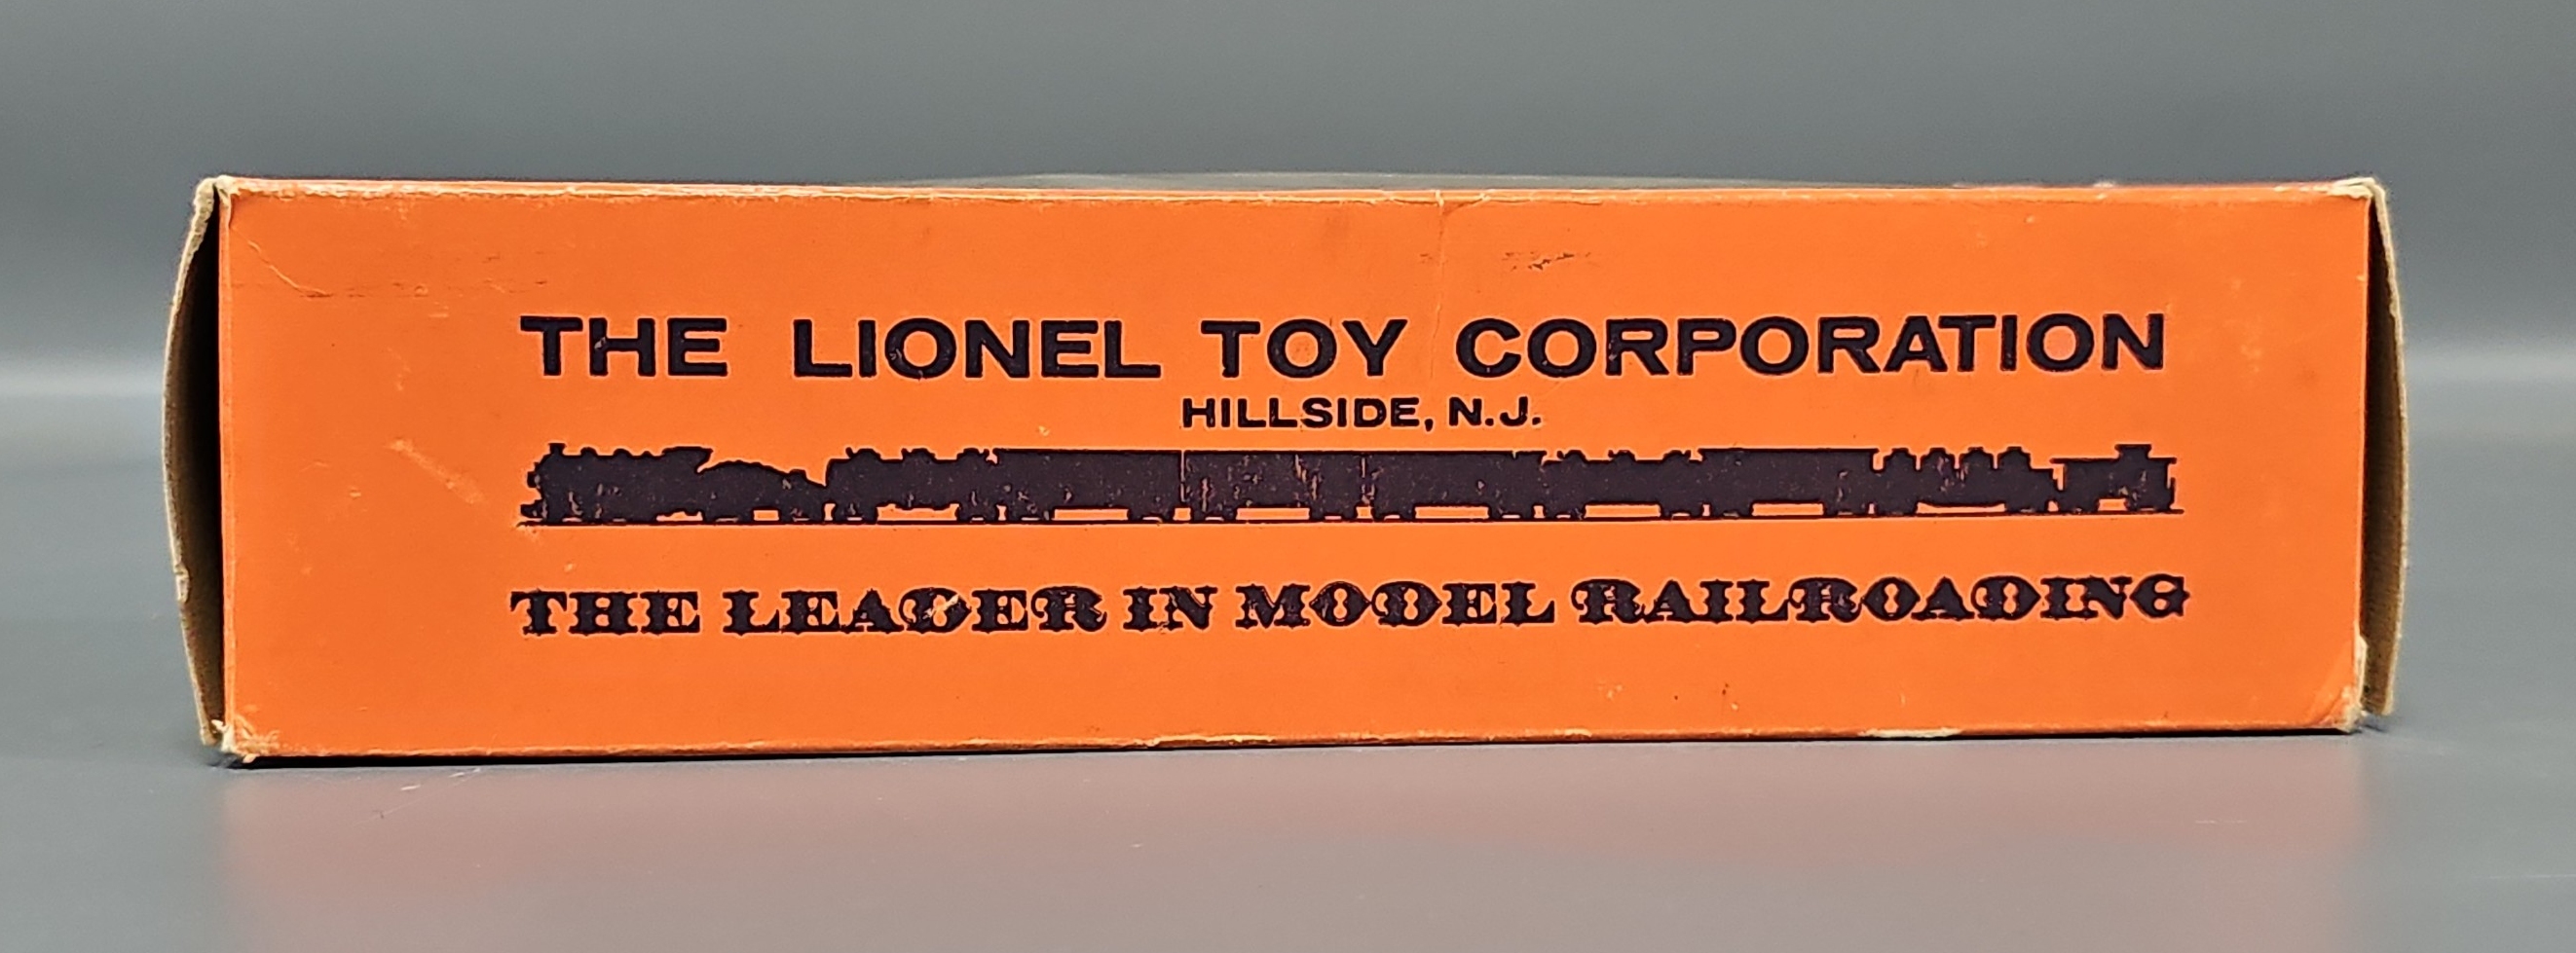 THE LIONEL TOY CORPORATION
HILLSIDE, N.J.
THE LEADER IN MODEL RAILROADING